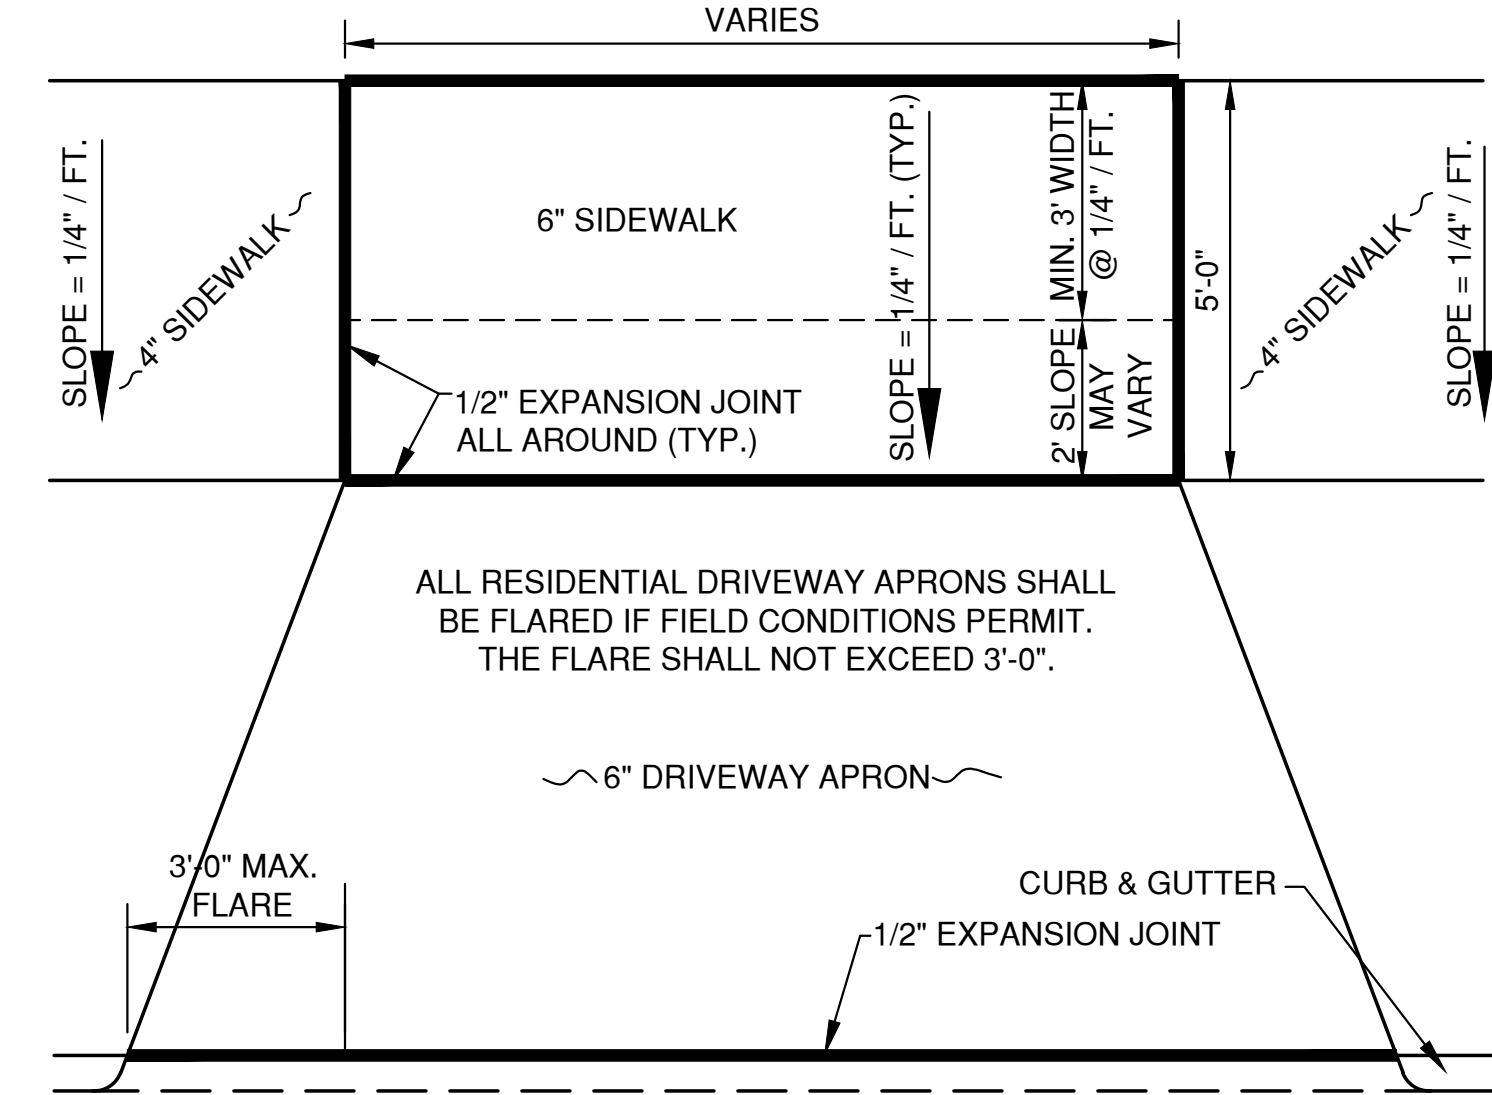 VARIES
SLOPE = 1/4" / FT.
4" SIDEWALK
6" SIDEWALK
SLOPE = 1/4" / FT. (TYP.)
MIN. 3' WIDTH
@ 1/4" / FT.
2' SLOPE
MAY
VARY
5'-0"
4" SIDEWALK
SLOPE = 1/4" / FT.
1/2" EXPANSION JOINT
ALL AROUND (TYP.)
ALL RESIDENTIAL DRIVEWAY APRONS SHALL
BE FLARED IF FIELD CONDITIONS PERMIT.
THE FLARE SHALL NOT EXCEED 3'-0".
6" DRIVEWAY APRON
3'-0" MAX.
FLARE
CURB & GUTTER
1/2" EXPANSION JOINT